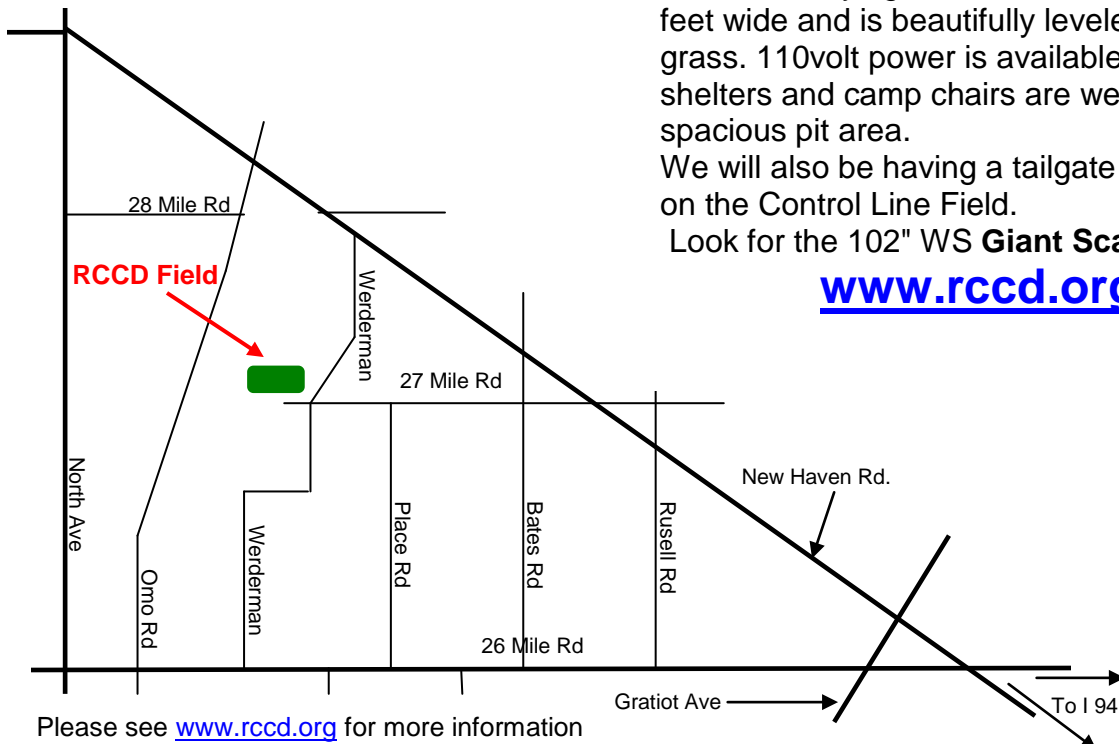 feet wide and is beautifully level
grass. 110volt power is available
shelters and camp chairs are we
spacious pit area.
We will also be having a tailgate
on the Control Line Field.
Look for the 102" WS Giant Sca
www.rccd.org
28 Mile Rd
RCCD Field
Werderman
27 Mile Rd
North Ave
New Haven Rd.
Omo Rd
Werderman
Place Rd
Bates Rd
Rusell Rd
26 Mile Rd
Gratiot Ave
To I 94
Please see www.rccd.org for more information